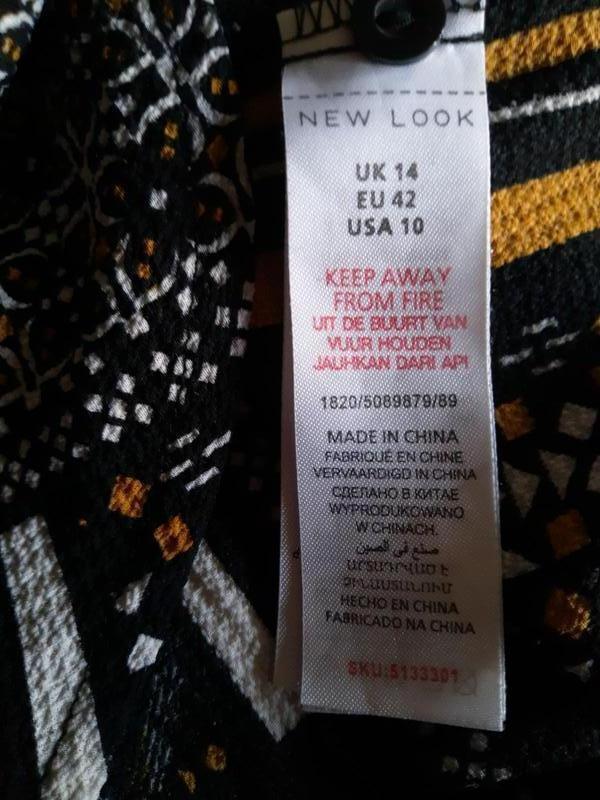 NEW LOOK
UK 14
EU 42
USA 10
KEEP AWAY
FROM FIRE
UIT DE BUURT VAN
VUUR HOUDEN
JAUHKAN DARI API
1820/5089879/89
MADE IN CHINA
FABRIQUÉ EN CHINE
VERVAARDIGD IN CHINA
СДЕЛАНО В КИТАЕ
WYPRODUKOWANO
W CHINACH.
صنع في الصين
ԱՐՏԱԴՐՎԱԾ Է
ՉԻՆԱՍՏԱՆՈՒՄ
HECHO EN CHINA
FABRICADO NA CHINA
SKU:5133301